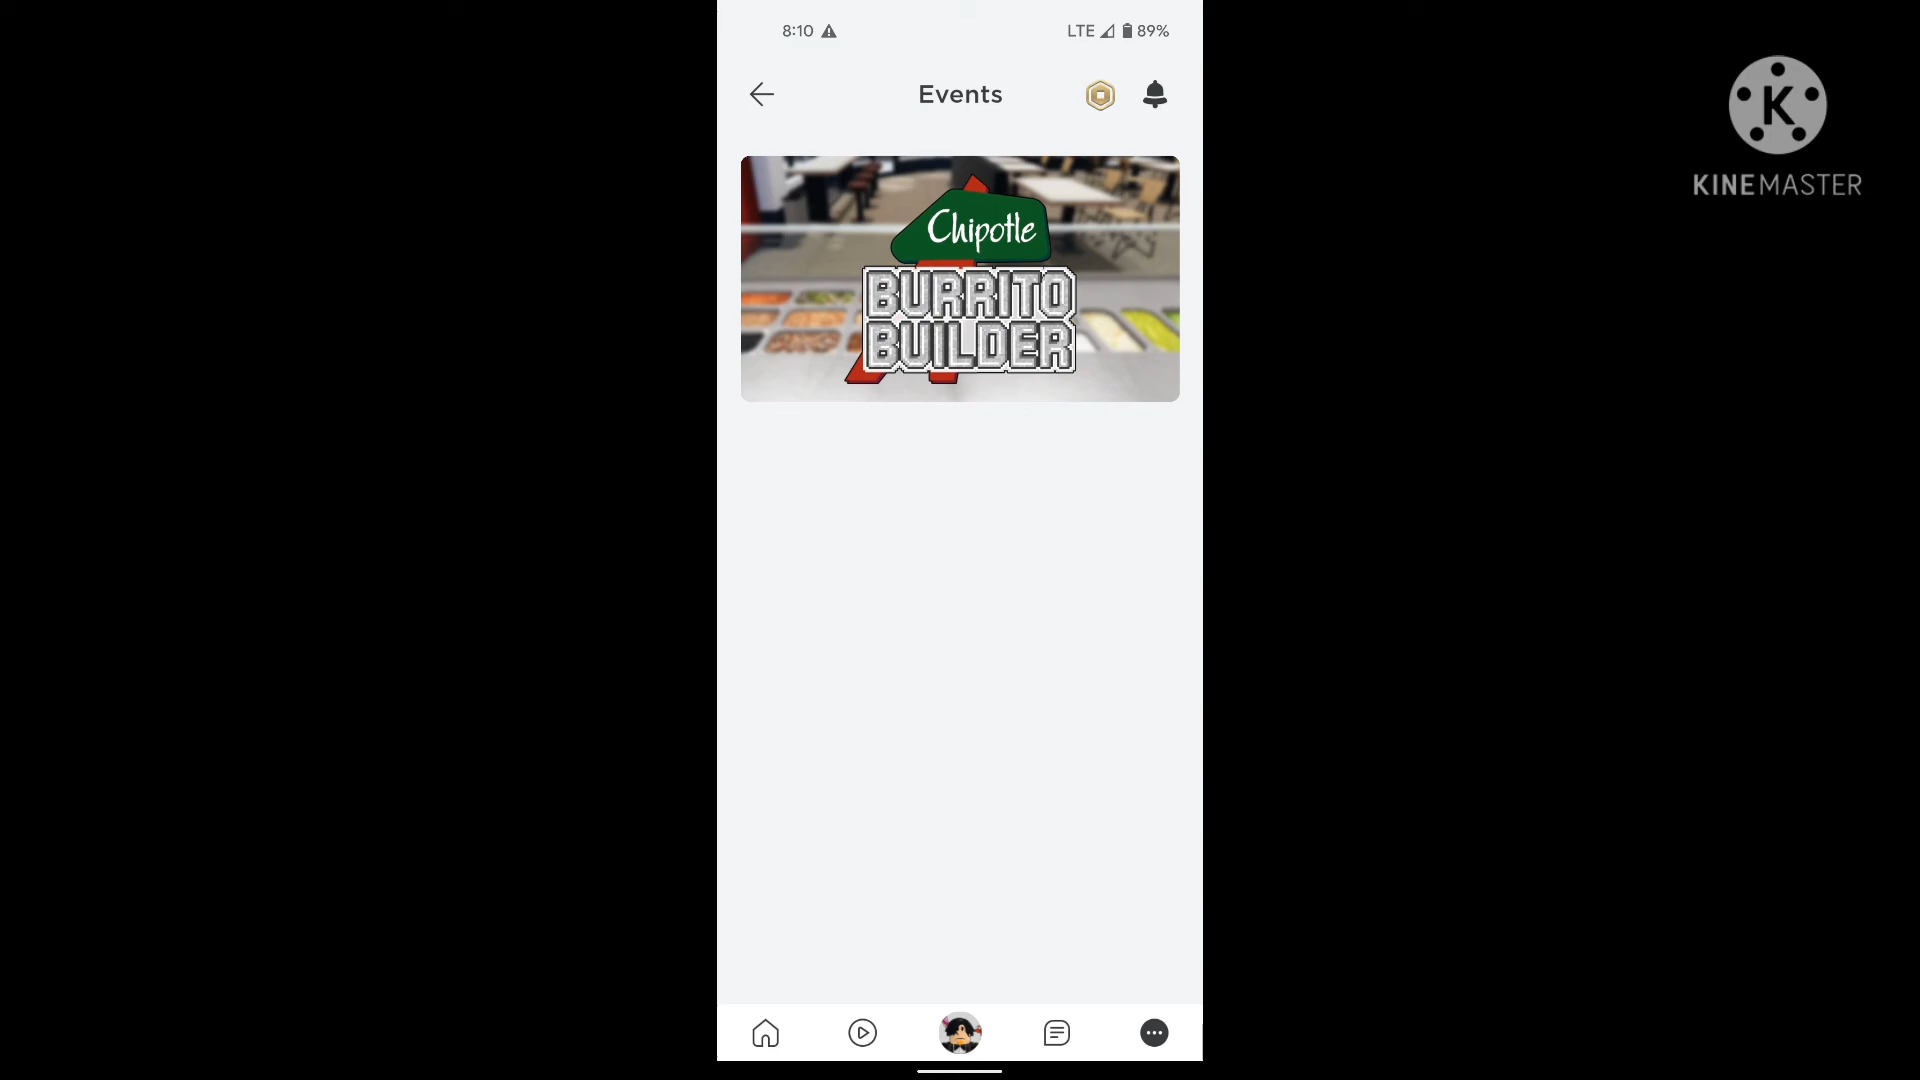 8:10
LTE 89%
Events
Chipotle
BURRITO
BUILDER
K
KINEMASTER